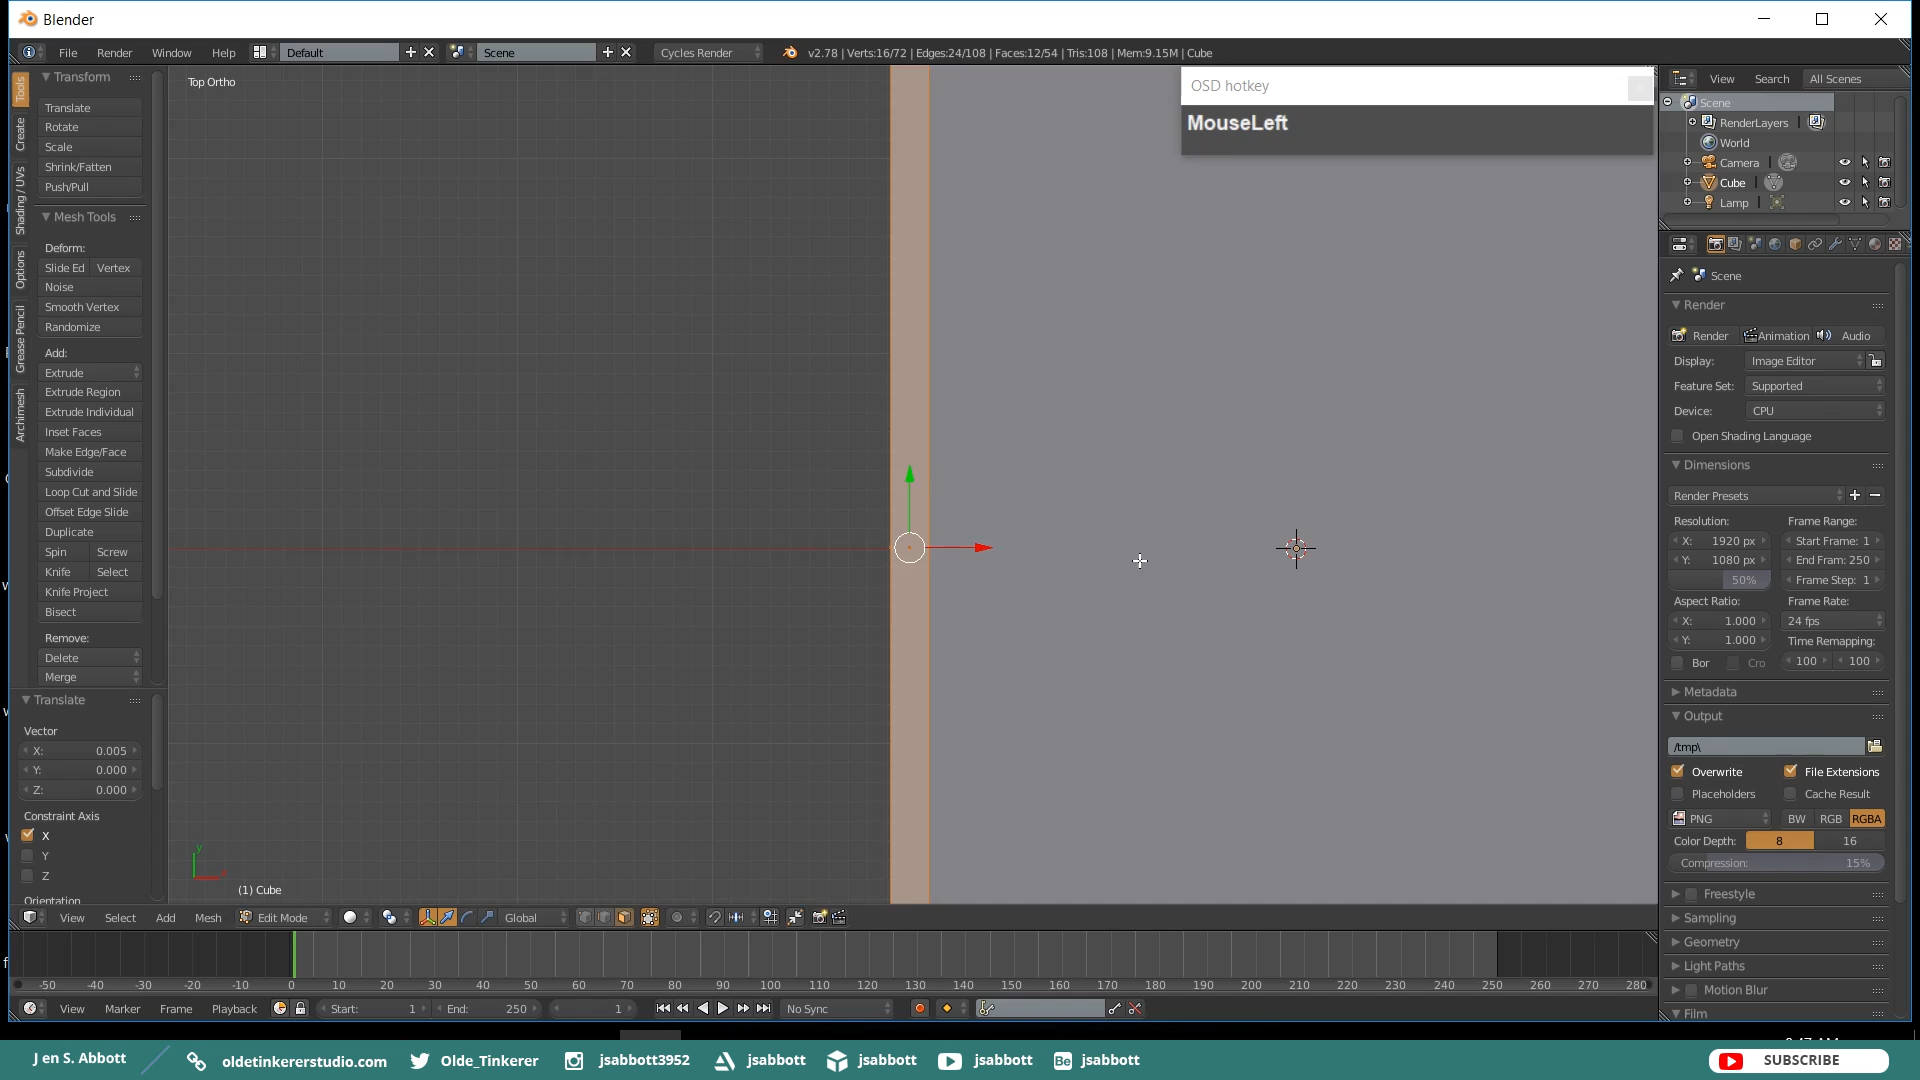 Blender
File Render Window Help Default Scene Cycles Render v2.78 | Verts:16/72 | Edges:24/108 | Faces:12/54 | Tris:108 | Mem:9.15M | Cube
Tools
Create
Shading / UVs
Options
Grease Pencil
Archimesh
Transform
Translate
Rotate
Scale
Shrink/Fatten
Push/Pull
Mesh Tools
Deform:
Slide Ed Vertex
Noise
Smooth Vertex
Randomize
Add:
Extrude
Extrude Region
Extrude Individual
Inset Faces
Make Edge/Face
Subdivide
Loop Cut and Slide
Offset Edge Slide
Duplicate
Spin Screw
Knife Select
Knife Project
Bisect
Remove:
Delete
Merge
Translate
Vector
X: 0.005
Y: 0.000
Z: 0.000
Constraint Axis
X
Y
Z
Orientation
Top Ortho
OSD hotkey
MouseLeft
y
(1) Cube
View Select Add Mesh Edit Mode Global
View Search All Scenes
Scene
RenderLayers
World
Camera
Cube
Lamp
Scene
Render
Render Animation Audio
Display: Image Editor
Feature Set: Supported
Device: CPU
Open Shading Language
Dimensions
Render Presets
Resolution: Frame Range:
X: 1920 px Start Frame: 1
Y: 1080 px End Fram: 250
50% Frame Step: 1
Aspect Ratio: Frame Rate:
X: 1.000 24 fps
Y: 1.000 Time Remapping:
Bor Cro 100 100
Metadata
Output
/tmp\
Overwrite File Extensions
Placeholders Cache Result
PNG BW RGB RGBA
Color Depth: 8 16
Compression: 15%
Freestyle
Sampling
Geometry
Light Paths
Motion Blur
Film
-50 -40 -30 -20 -10 0 10 20 30 40 50 60 70 80 90 100 110 120 130 140 150 160 170 180 190 200 210 220 230 240 250 260 270 280
View Marker Frame Playback Start: 1 End: 250 1 No Sync
J en S. Abbott oldetinkererstudio.com Olde_Tinkerer jsabbott3952 jsabbott jsabbott jsabbott Be jsabbott SUBSCRIBE